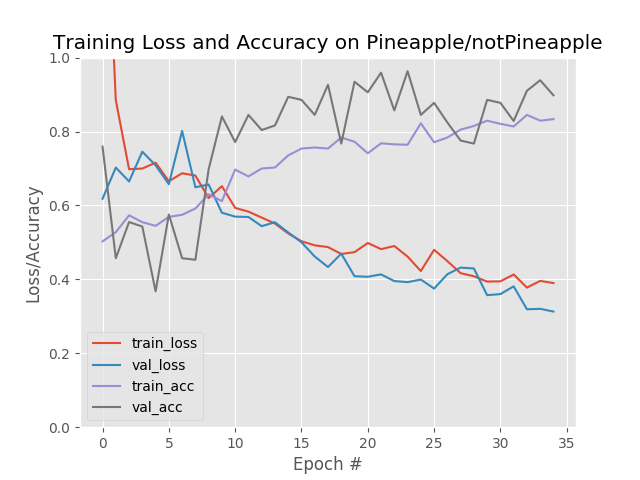 Training Loss and Accuracy on Pineapple/notPineapple
1.0
0.8
0.6
0.4
0.2
0.0
Loss/Accuracy
train_loss
val_loss
train_acc
val_acc
0 5 10 15 20 25 30 35
Epoch #